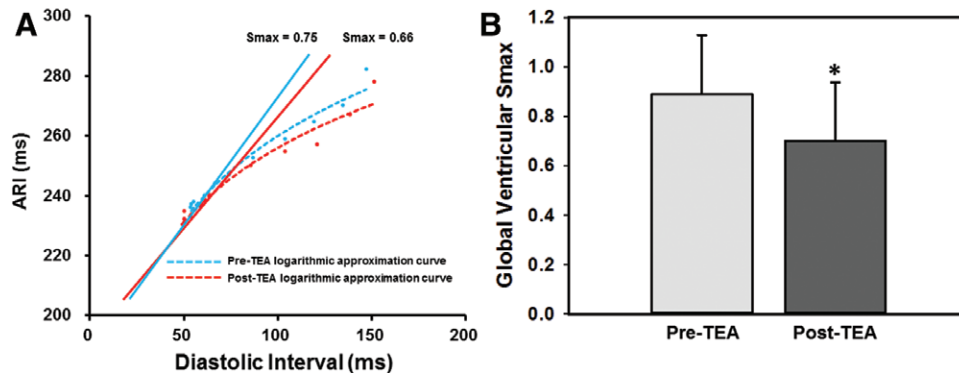 A
Smax = 0.75
Smax = 0.66
ARI (ms)
280
260
240
220
200
Pre-TEA logarithmic approximation curve
Post-TEA logarithmic approximation curve
0
50
100
150
200
Diastolic Interval (ms)
B
Global Ventricular Smax
1.2
1.0
0.8
0.6
0.4
0.2
0.0
*
Pre-TEA
Post-TEA